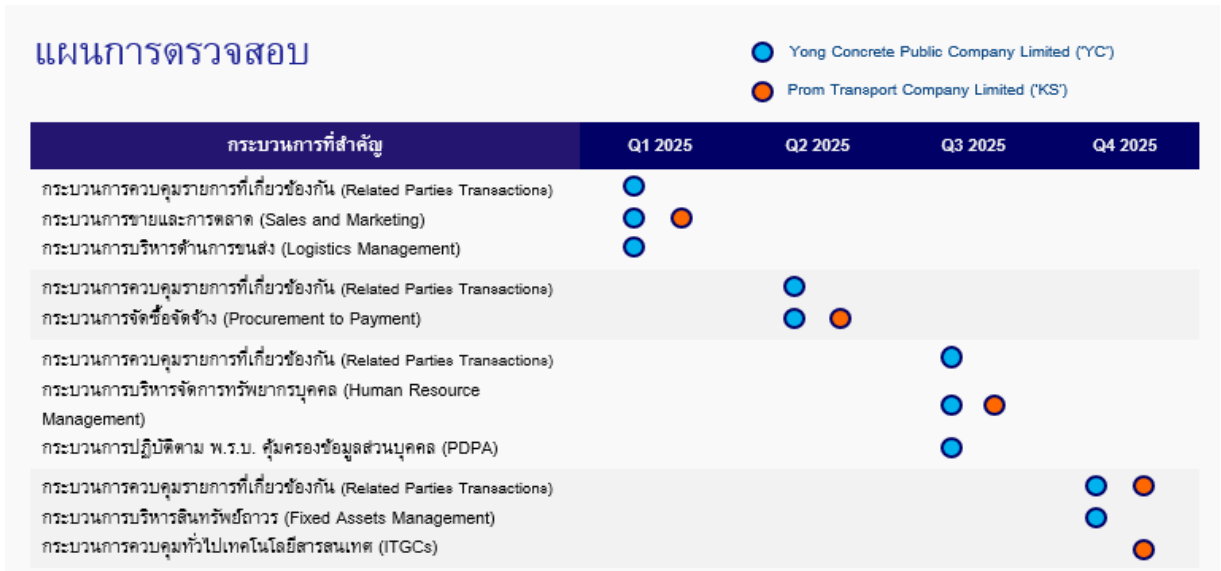 แผนการตรวจสอบ
Yong Concrete Public Company Limited ('YC')
Prom Transport Company Limited ('KS')
กระบวนการที่สำคัญ Q1 2025 Q2 2025 Q3 2025 Q4 2025
กระบวนการควบคุมรายการที่เกี่ยวข้องกัน (Related Parties Transactions)
กระบวนการขายและการตลาด (Sales and Marketing)
กระบวนการบริหารด้านการขนส่ง (Logistics Management)
กระบวนการควบคุมรายการที่เกี่ยวข้องกัน (Related Parties Transactions)
กระบวนการจัดซื้อจัดจ้าง (Procurement to Payment)
กระบวนการควบคุมรายการที่เกี่ยวข้องกัน (Related Parties Transactions)
กระบวนการบริหารจัดการทรัพยากรบุคคล (Human Resource
Management)
กระบวนการปฏิบัติตาม พ.ร.บ. คุ้มครองข้อมูลส่วนบุคคล (PDPA)
กระบวนการควบคุมรายการที่เกี่ยวข้องกัน (Related Parties Transactions)
กระบวนการบริหารสินทรัพย์ถาวร (Fixed Assets Management)
กระบวนการควบคุมทั่วไปเทคโนโลยีสารสนเทศ (ITGCs)